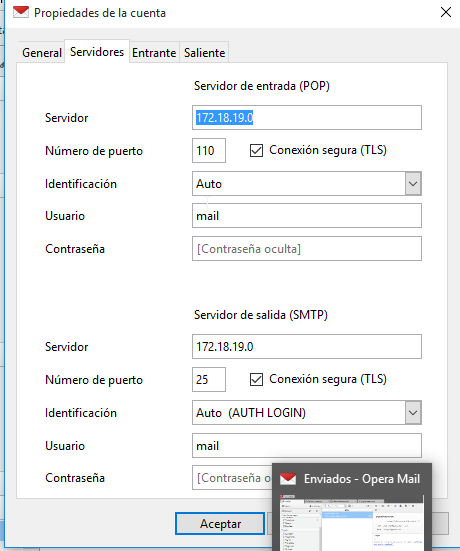 Propiedades de la cuenta
General Servidores Entrante Saliente
Servidor de entrada (POP)
Servidor 172.18.19.0
Número de puerto 110 Conexión segura (TLS)
Identificación Auto
Usuario mail
Contraseña [Contraseña oculta]
Servidor de salida (SMTP)
Servidor 172.18.19.0
Número de puerto 25 Conexión segura (TLS)
Identificación Auto (AUTH LOGIN)
Usuario mail
Contraseña [Contraseña o
Enviados - Opera Mail
Aceptar